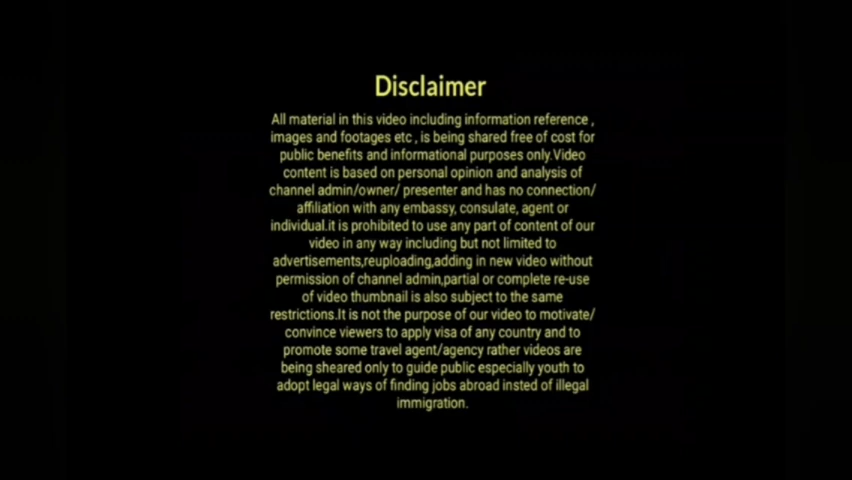 Disclaimer
All material in this video including information reference ,
images and footages etc , is being shared free of cost for
public benefits and informational purposes only.Video
content is based on personal opinion and analysis of
channel admin/owner/ presenter and has no connection/
affiliation with any embassy, consulate, agent or
individual.it is prohibited to use any part of content of our
video in any way including but not limited to
advertisements,reuploading,adding in new video without
permission of channel admin,partial or complete re-use
of video thumbnail is also subject to the same
restrictions.It is not the purpose of our video to motivate/
convince viewers to apply visa of any country and to
promote some travel agent/agency rather videos are
being sheared only to guide public especially youth to
adopt legal ways of finding jobs abroad insted of illegal
immigration.